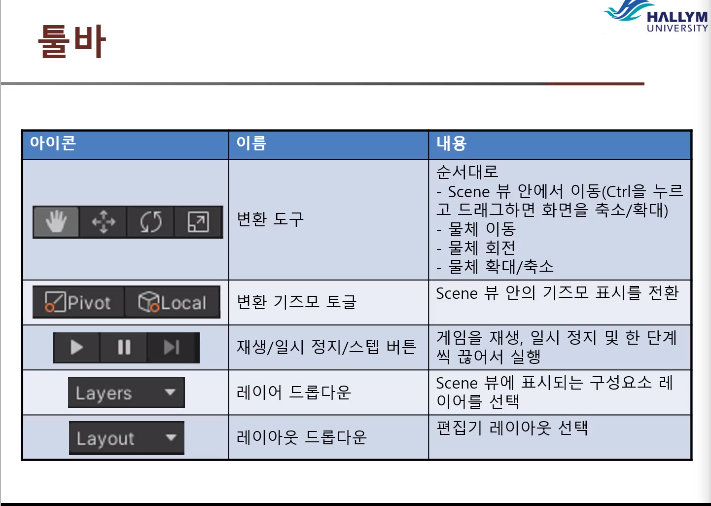 HALLYM
UNIVERSITY
툴바
아이콘 이름 내용
변환 도구
순서대로
- Scene 뷰 안에서 이동(Ctrl을 누르
고 드래그하면 화면을 축소/확대)
- 물체 이동
- 물체 회전
- 물체 확대/축소
Pivot Local
변환 기즈모 토글
Scene 뷰 안의 기즈모 표시를 전환
재생/일시 정지/스텝 버튼
게임을 재생, 일시 정지 및 한 단계
씩 끊어서 실행
Layers
레이어 드롭다운
Scene 뷰에 표시되는 구성요소 레
이어를 선택
Layout
레이아웃 드롭다운
편집기 레이아웃 선택